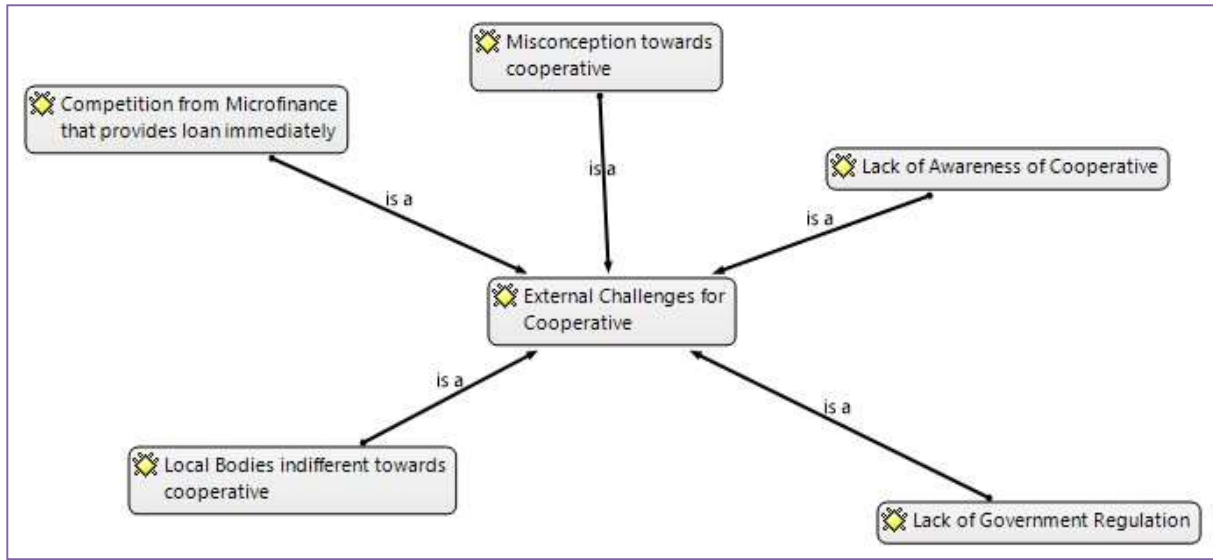 Misconception towards
cooperative
Competition from Microfinance
that provides loan immediately
Lack of Awareness of Cooperative
is a
is a
is a
External Challenges for
Cooperative
is a
is a
Local Bodies indifferent towards
cooperative
Lack of Government Regulation